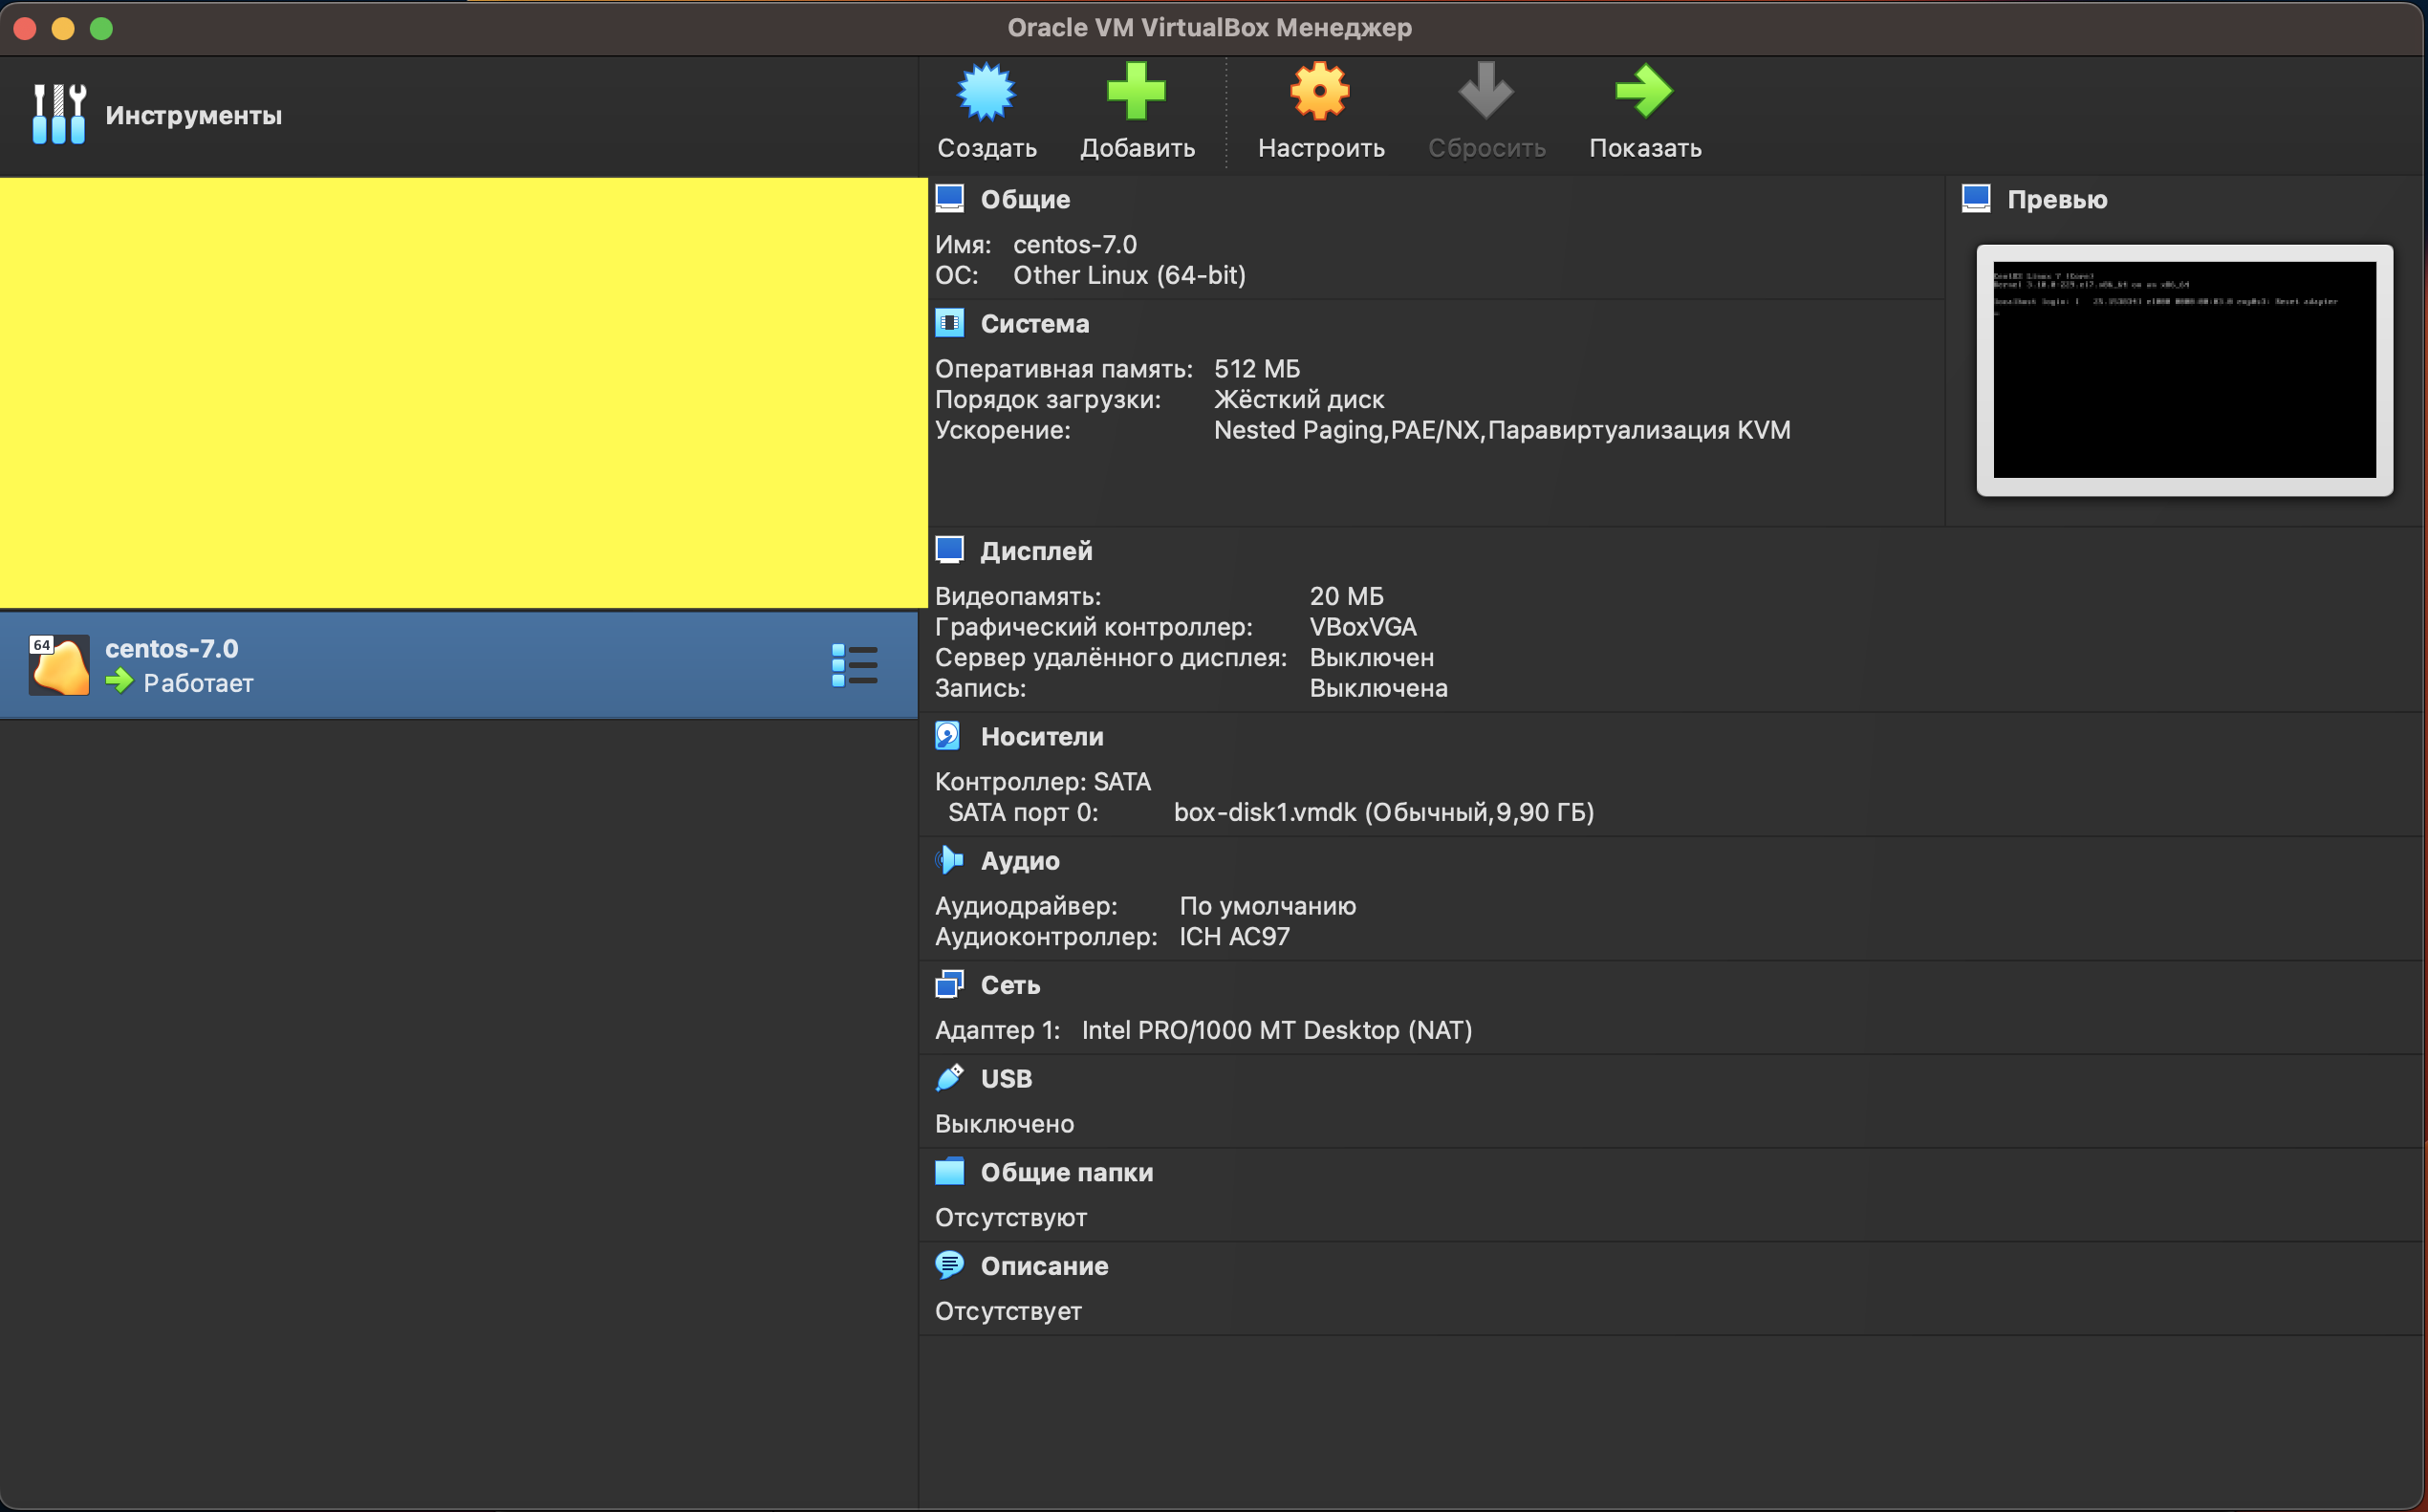 Oracle VM VirtualBox Менеджер
Инструменты
Создать
Добавить
Настроить
Сбросить
Показать
Общие
Имя: centos-7.0
ОС: Other Linux (64-bit)
Превью
Система
Оперативная память: 512 МБ
Порядок загрузки: Жёсткий диск
Ускорение: Nested Paging,PAE/NX,Паравиртуализация KVM
Дисплей
Видеопамять: 20 МБ
Графический контроллер: VBoxVGA
Сервер удалённого дисплея: Выключен
Запись: Выключена
64
centos-7.0
Работает
Носители
Контроллер: SATA
SATA порт 0: box-disk1.vmdk (Обычный,9,90 ГБ)
Аудио
Аудиодрайвер: По умолчанию
Аудиоконтроллер: ICH AC97
Сеть
Адаптер 1: Intel PRO/1000 MT Desktop (NAT)
USB
Выключено
Общие папки
Отсутствуют
Описание
Отсутствует